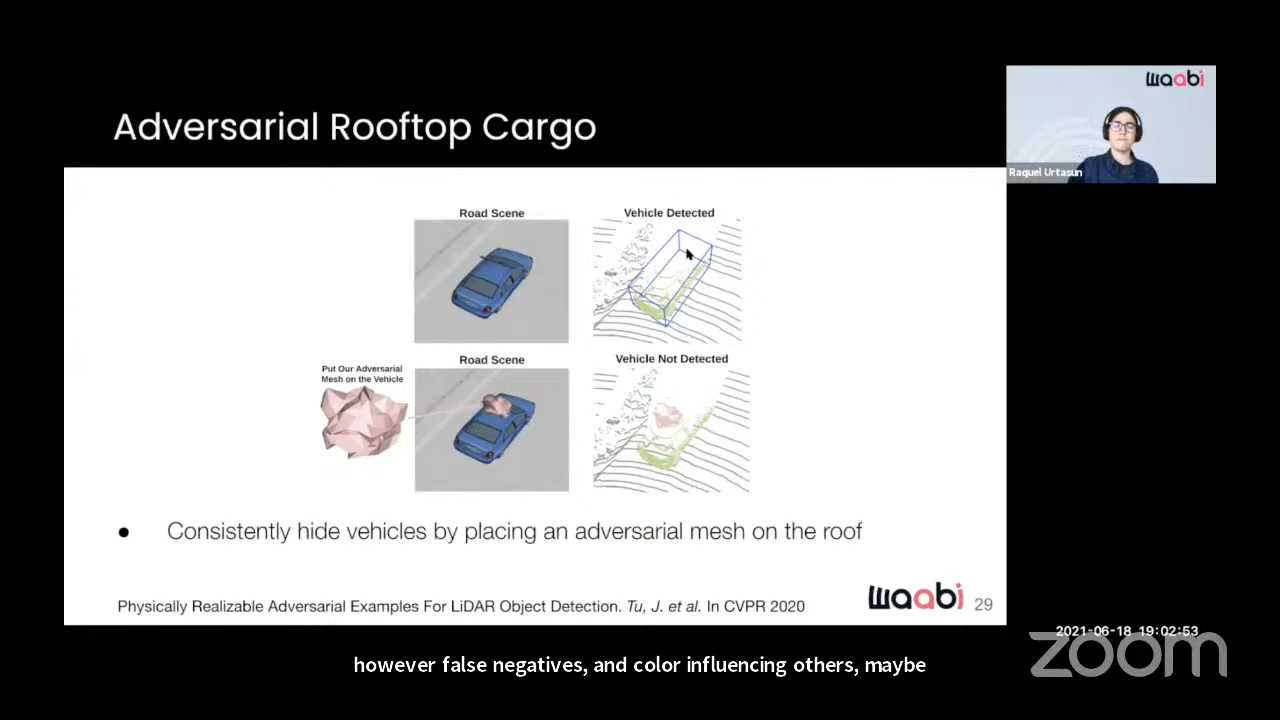 waabi
Raquel Urtasun
Adversarial Rooftop Cargo
Road Scene
Vehicle Detected
Road Scene
Vehicle Not Detected
Put Our Adversarial
Mesh on the Vehicle
● Consistently hide vehicles by placing an adversarial mesh on the roof
Physically Realizable Adversarial Examples For LiDAR Object Detection. Tu, J. et al. In CVPR 2020
waabi 29
2021-06-18 19:02:53
zoom
however false negatives, and color influencing others, maybe